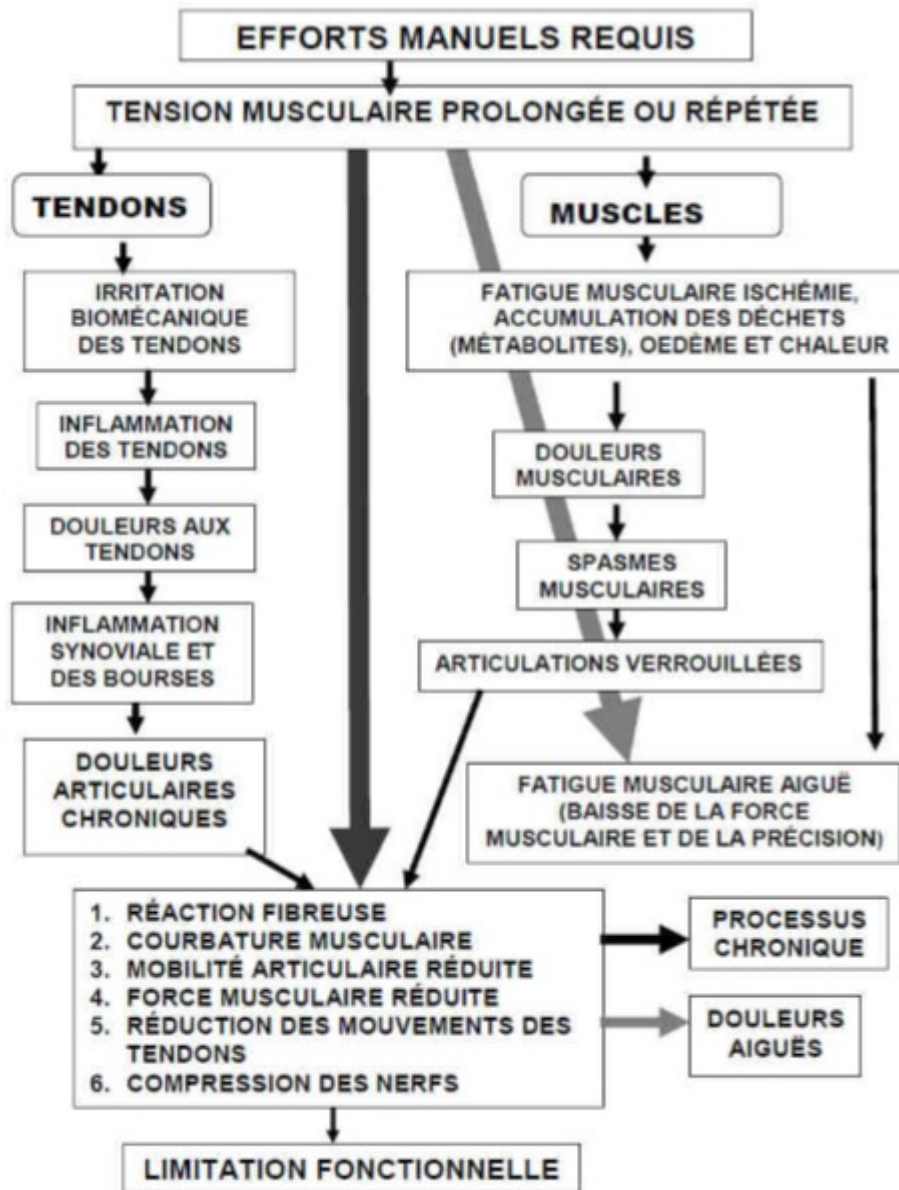 EFFORTS MANUELS REQUIS
TENSION MUSCULAIRE PROLONGÉE OU RÉPÉTÉE
TENDONS
IRRITATION
BIOMÉCANIQUE
DES TENDONS
INFLAMMATION
DES TENDONS
DOULEURS AUX
TENDONS
INFLAMMATION
SYNOVIALE ET
DES BOURSES
DOULEURS
ARTICULAIRES
CHRONIQUES
MUSCLES
FATIGUE MUSCULAIRE ISCHÉMIE,
ACCUMULATION DES DÉCHETS
(MÉTABOLITES), OEDÈME ET CHALEUR
DOULEURS
MUSCULAIRES
SPASMES
MUSCULAIRES
ARTICULATIONS VERROUILLÉES
FATIGUE MUSCULAIRE AIGUË
(BAISSE DE LA FORCE
MUSCULAIRE ET DE LA PRÉCISION)
1. RÉACTION FIBREUSE
2. COURBATURE MUSCULAIRE
3. MOBILITÉ ARTICULAIRE RÉDUITE
4. FORCE MUSCULAIRE RÉDUITE
5. RÉDUCTION DES MOUVEMENTS DES
TENDONS
6. COMPRESSION DES NERFS
PROCESSUS
CHRONIQUE
DOULEURS
AIGUËS
LIMITATION FONCTIONNELLE